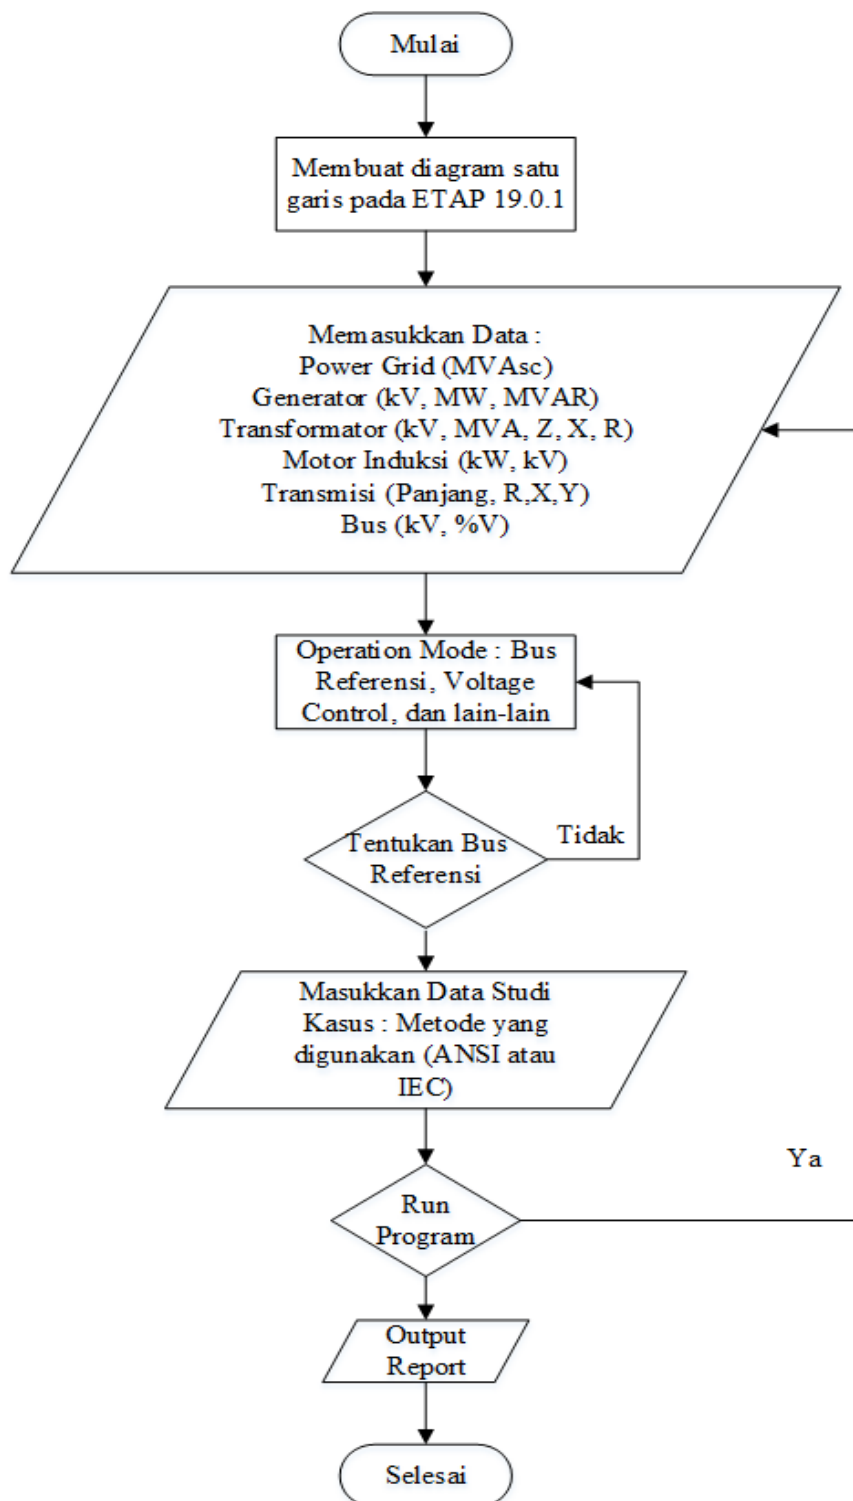 Mulai
Membuat diagram satu
garis pada ETAP 19.0.1
Memasukkan Data :
Power Grid (MVAsc)
Generator (kV, MW, MVAR)
Transformator (kV, MVA, Z, X, R)
Motor Induksi (kW, kV)
Transmisi (Panjang, R,X,Y)
Bus (kV, %V)
Operation Mode : Bus
Referensi, Voltage
Control, dan lain-lain
Tentukan Bus
Referensi
Tidak
Masukkan Data Studi
Kasus : Metode yang
digunakan (ANSI atau
IEC)
Ya
Run
Program
Output
Report
Selesai